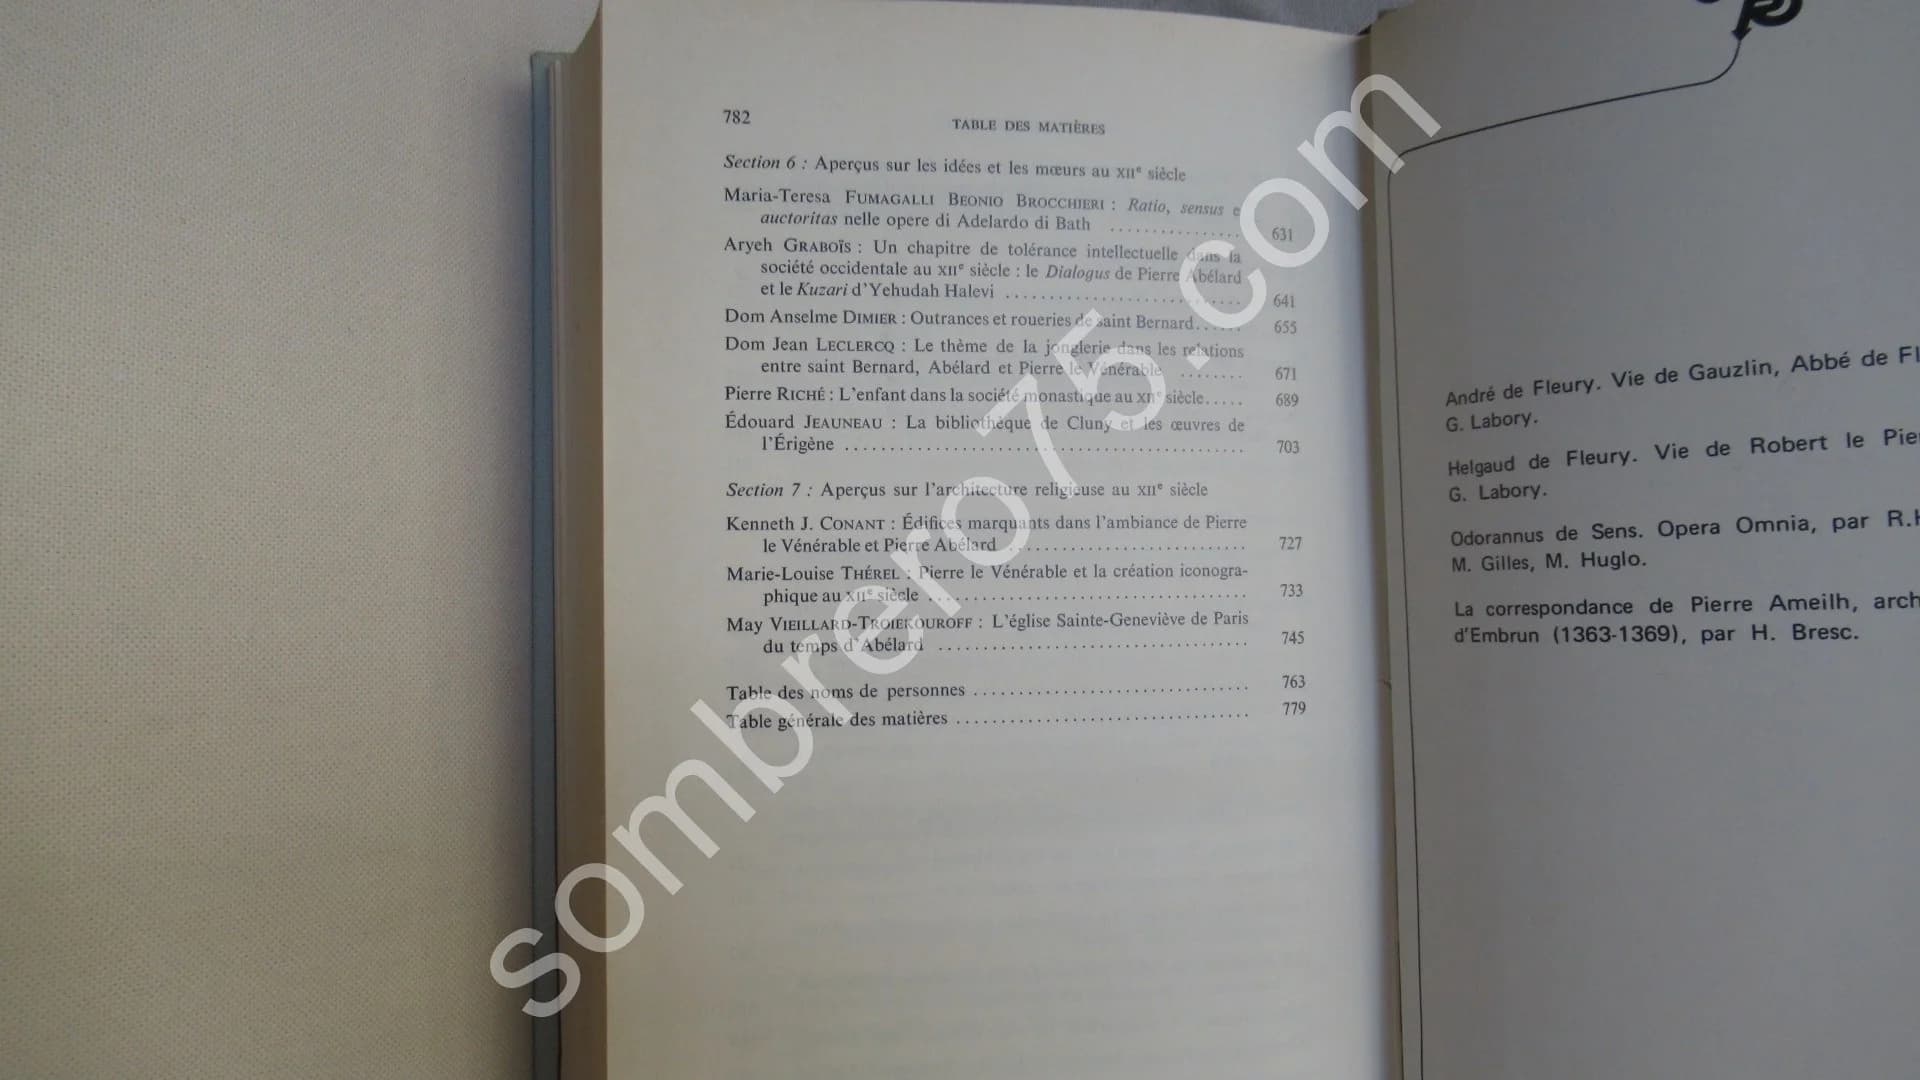 782
TABLE DES MATIÈRES
Section 6 : Aperçus sur les idées et les mœurs au XIIe siècle
Maria-Teresa FUMAGALLI BEONIO BROCCHIERI : Ratio, sensus e
auctoritas nelle opere di Adelardo di Bath ................ 631
Aryeh GRABOÏS : Un chapitre de tolérance intellectuelle dans la
société occidentale au XIIe siècle : le Dialogus de Pierre Abélard
et le Kuzari d'Yehudah Halevi ............................ 641
Dom Anselme DIMIER : Outrances et roueries de saint Bernard...... 655
Dom Jean LECLERCQ : Le thème de la jonglerie dans les relations
entre saint Bernard, Abélard et Pierre le Vénérable ........ 671
Pierre RICHÉ : L'enfant dans la société monastique au XIIe siècle..... 689
Édouard JEAUNEAU : La bibliothèque de Cluny et les œuvres de
l'Érigène ................................................ 703
Section 7 : Aperçus sur l'architecture religieuse au XIIe siècle
Kenneth J. CONANT : Édifices marquants dans l'ambiance de Pierre
le Vénérable et Pierre Abélard ............................ 727
Marie-Louise THÉREL : Pierre le Vénérable et la création iconogra-
phique au XIIe siècle ...................................... 733
May VIEILLARD-TROIEKOUROFF : L'église Sainte-Geneviève de Paris
du temps d'Abélard ...................................... 745
Table des noms de personnes ................................ 763
Table générale des matières .................................. 779
André de Fleury. Vie de Gauzlin, Abbé de Fl
G. Labory.
Helgaud de Fleury. Vie de Robert le Pie
G. Labory.
Odorannus de Sens. Opera Omnia, par R.H
M. Gilles, M. Huglo.
La correspondance de Pierre Ameilh, arch
d'Embrun (1363-1369), par H. Bresc.
sombrero75.com